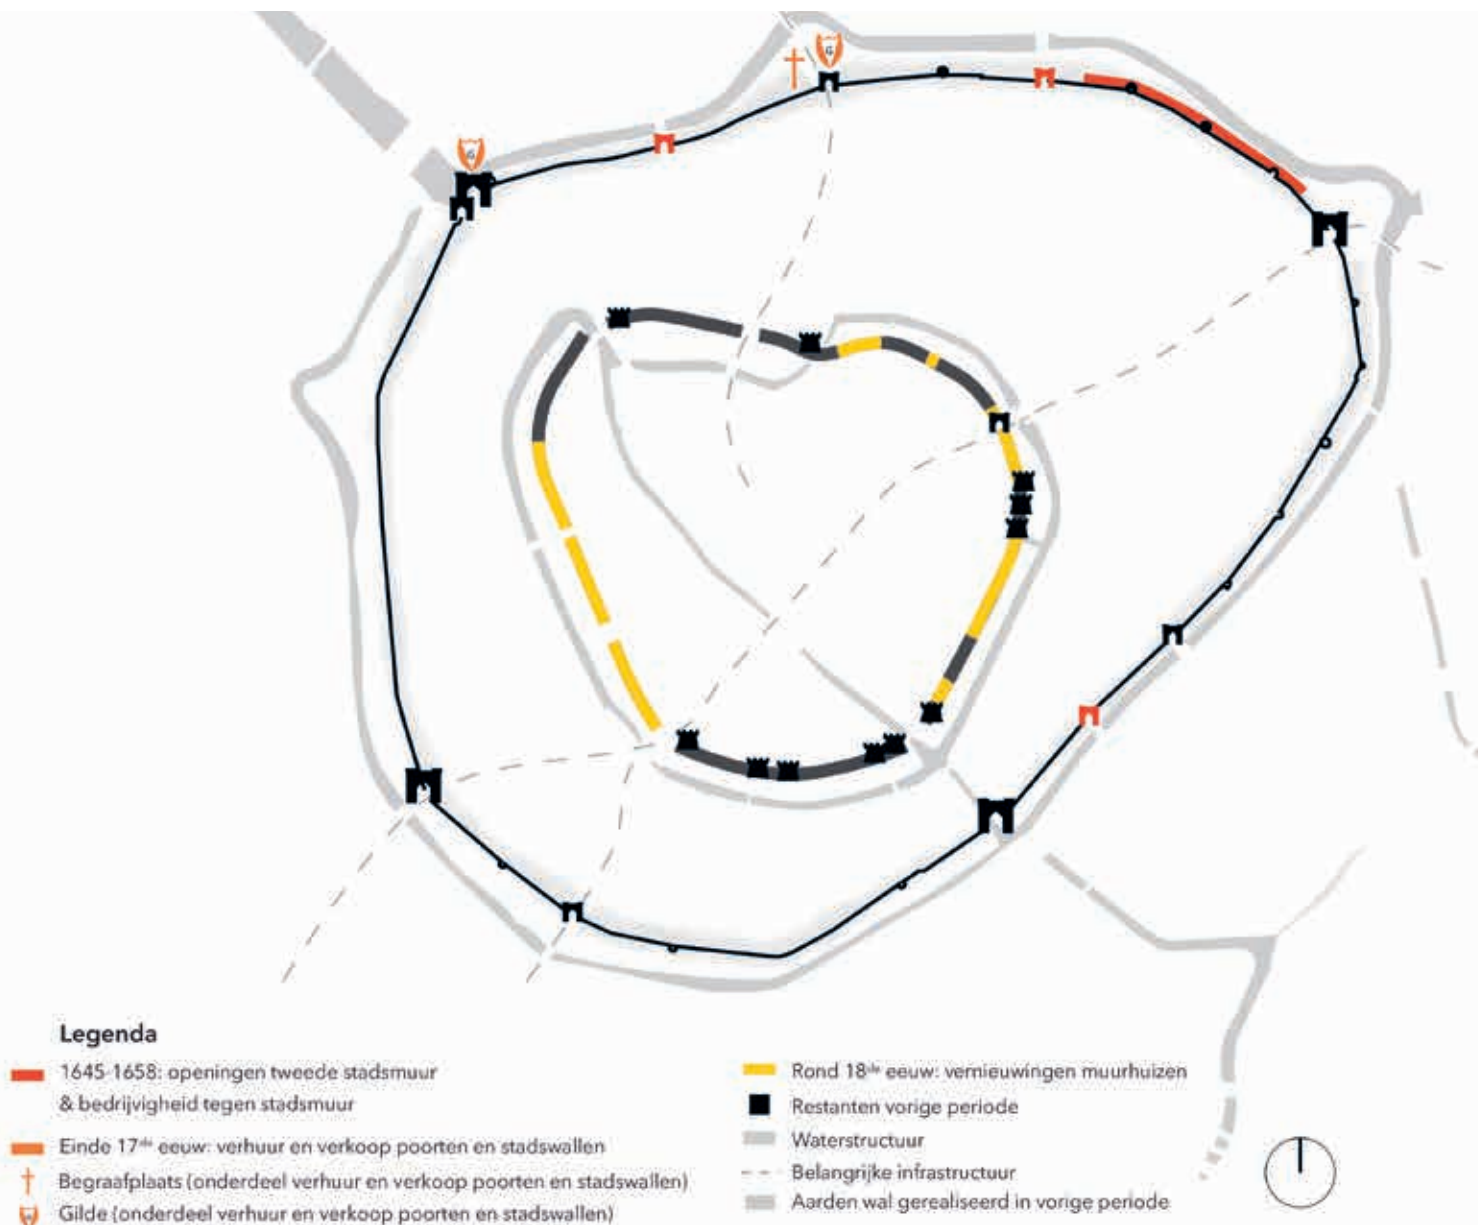 G
G
Legenda
1645-1658: openingen tweede stadsmuur
& bedrijvigheid tegen stadsmuur
Einde 17de eeuw: verhuur en verkoop poorten en stadswallen
Begraafplaats (onderdeel verhuur en verkoop poorten en stadswallen)
Gilde (onderdeel verhuur en verkoop poorten en stadswallen)
Rond 18de eeuw: vernieuwingen muurhuizen
Restanten vorige periode
Waterstructuur
Belangrijke infrastructuur
Aarden wal gerealiseerd in vorige periode